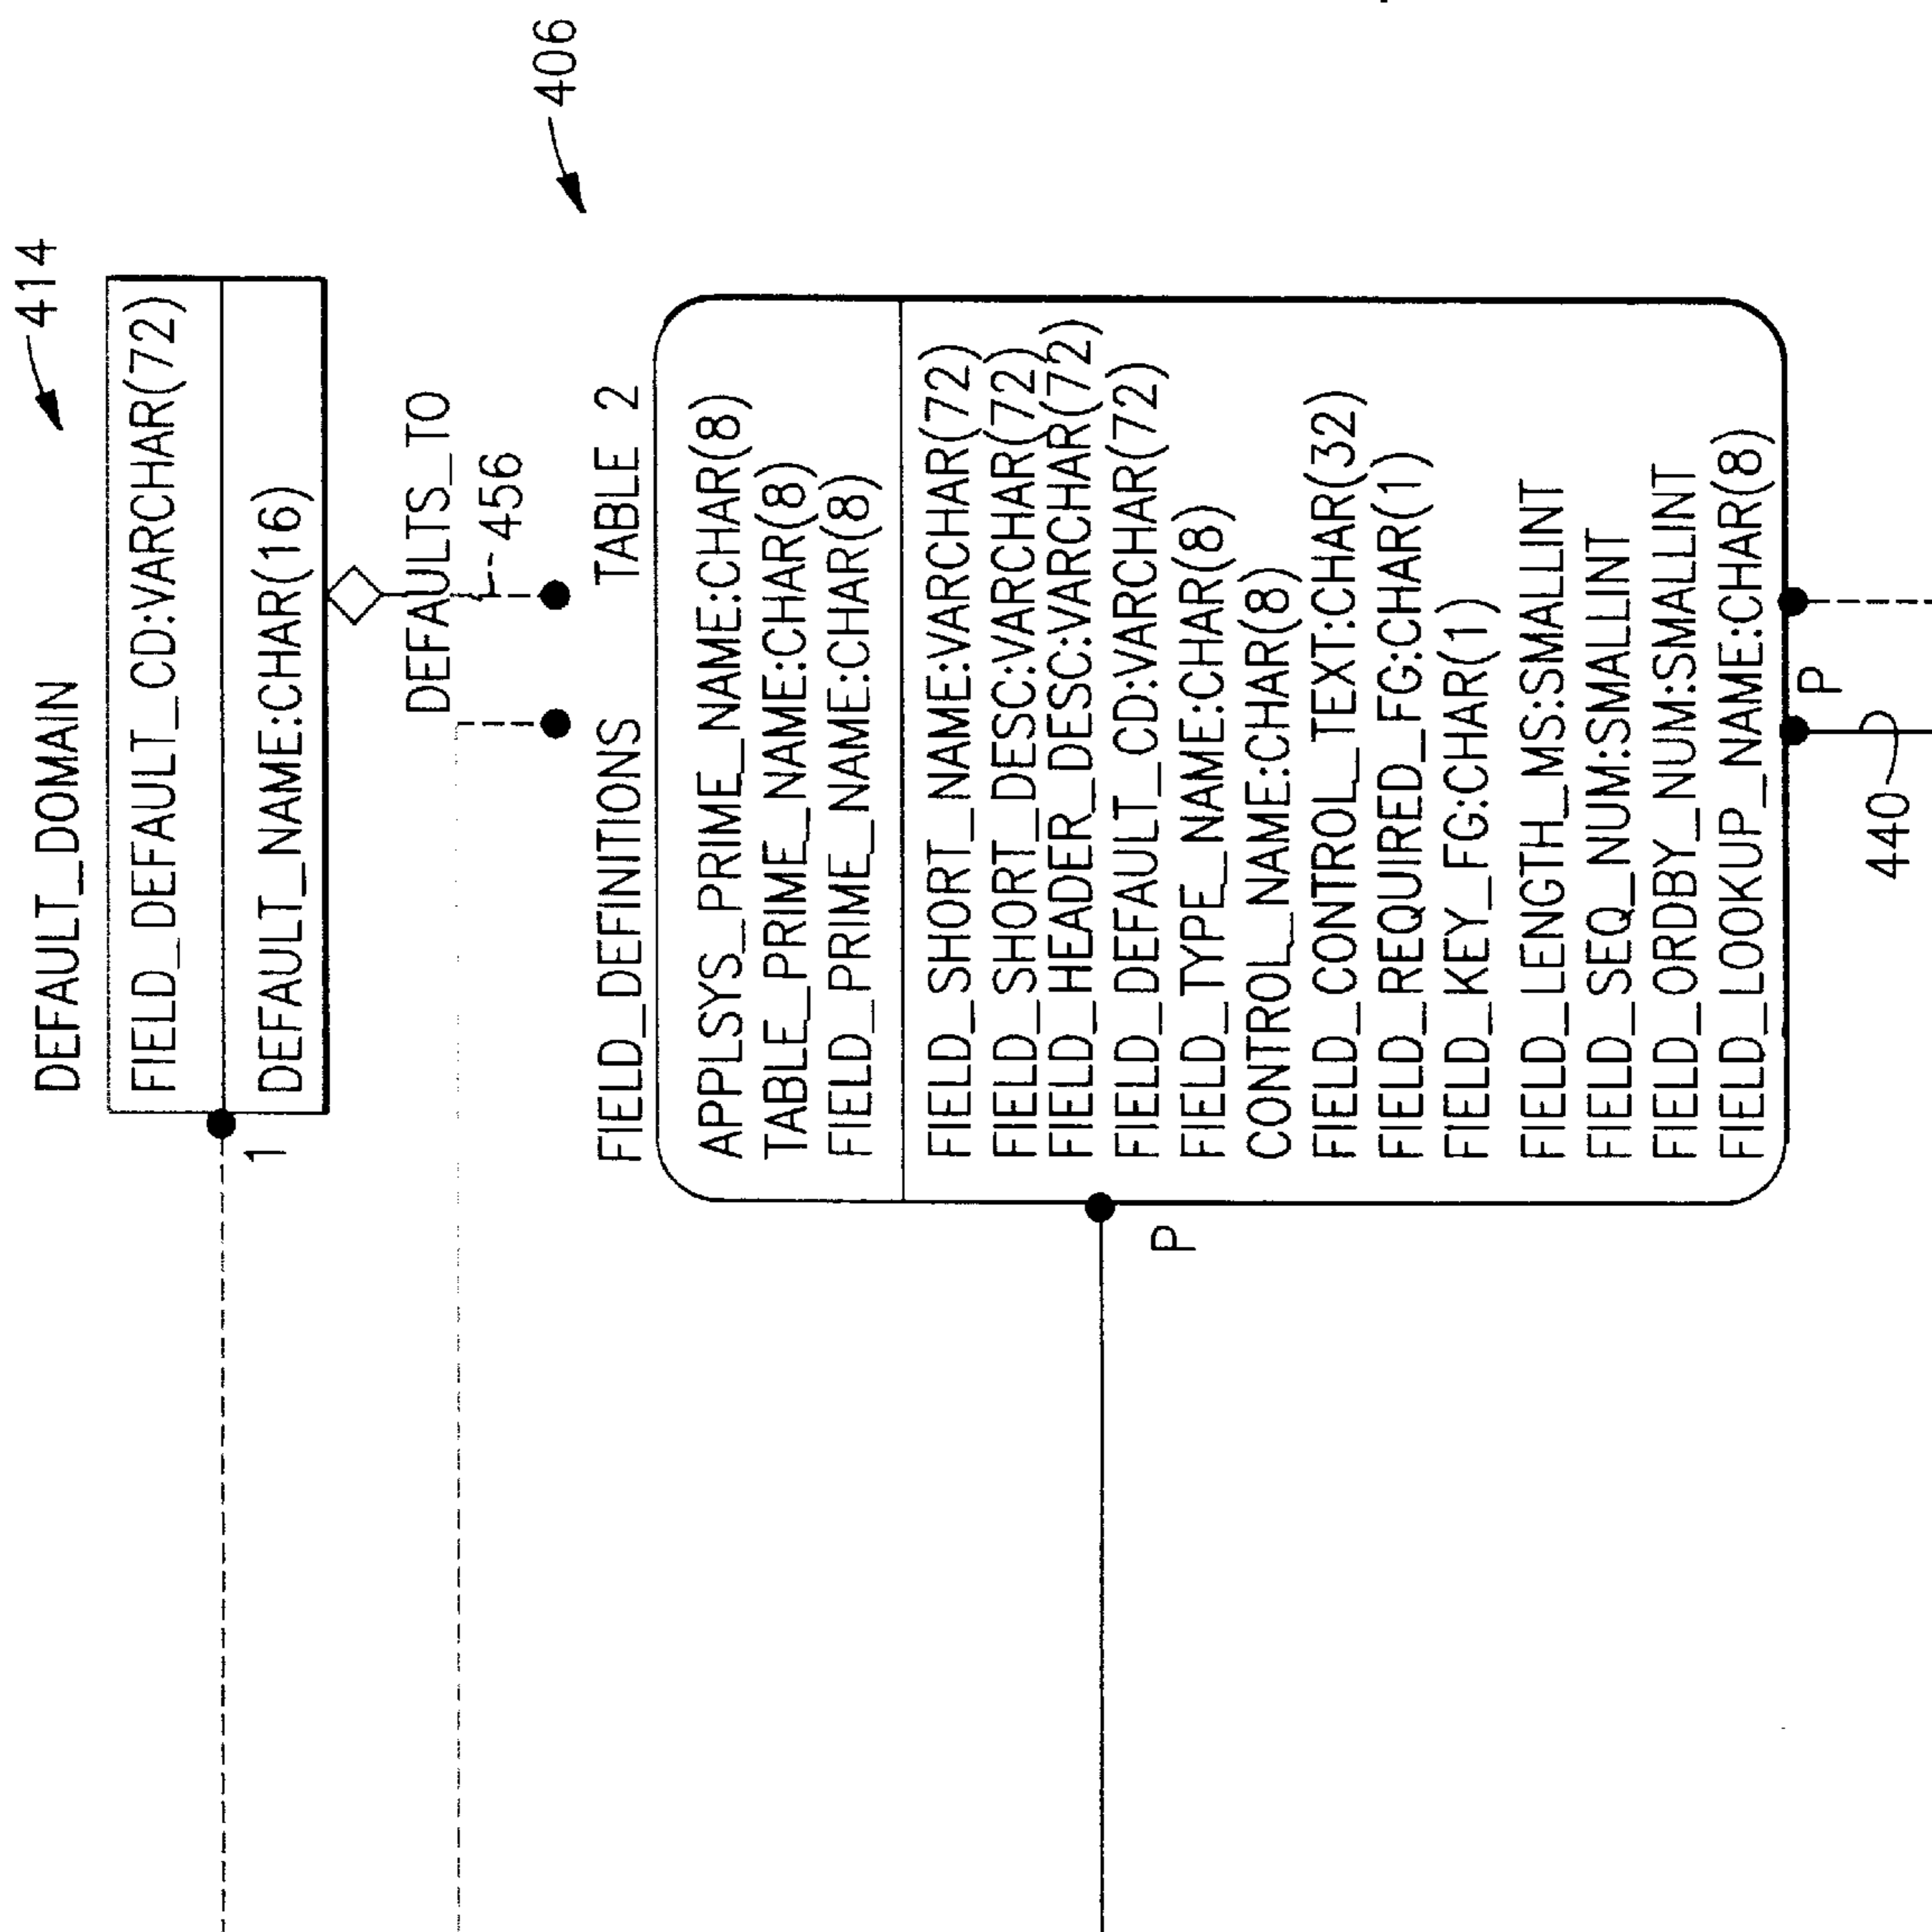 414
DEFAULT_DOMAIN
FIELD_DEFAULT_CD:VARCHAR(72)
DEFAULT_NAME:CHAR(16)
1
DEFAULTS_TO
456
406
FIELD_DEFINITIONS TABLE 2
APPLSYS_PRIME_NAME:CHAR(8)
TABLE_PRIME_NAME:CHAR(8)
FIELD_PRIME_NAME:CHAR(8)
FIELD_SHORT_NAME:VARCHAR(72)
FIELD_SHORT_DESC:VARCHAR(72)
FIELD_HEADER_DESC:VARCHAR(72)
FIELD_DEFAULT_CD:VARCHAR(72)
FIELD_TYPE_NAME:CHAR(8)
CONTROL_NAME:CHAR(8)
FIELD_CONTROL_TEXT:CHAR(32)
FIELD_REQUIRED_FG:CHAR(1)
FIELD_KEY_FG:CHAR(1)
FIELD_LENGTH_MS:SMALLINT
FIELD_SEQ_NUM:SMALLINT
FIELD_ORDBY_NUM:SMALLINT
FIELD_LOOKUP_NAME:CHAR(8)
P
P
440